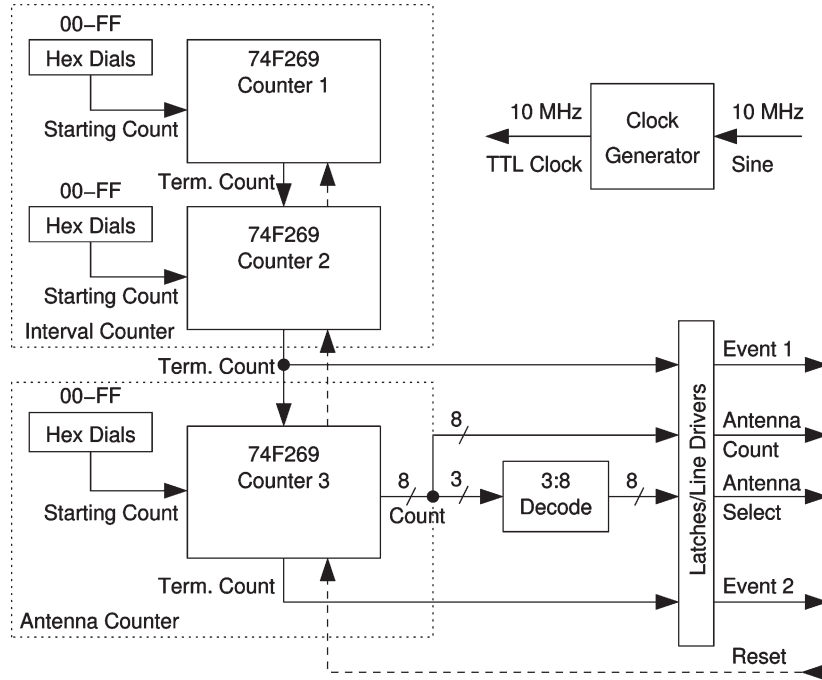 00–FF
Hex Dials
Starting Count
74F269
Counter 1
Term. Count
00–FF
Hex Dials
Starting Count
74F269
Counter 2
Interval Counter
Term. Count
10 MHz
TTL Clock
Clock
Generator
10 MHz
Sine
00–FF
Hex Dials
Starting Count
74F269
Counter 3
Term. Count
Antenna Counter
8
Count
8
3
3:8
Decode
8
Latches/Line Drivers
Event 1
Antenna
Count
Antenna
Select
Event 2
Reset